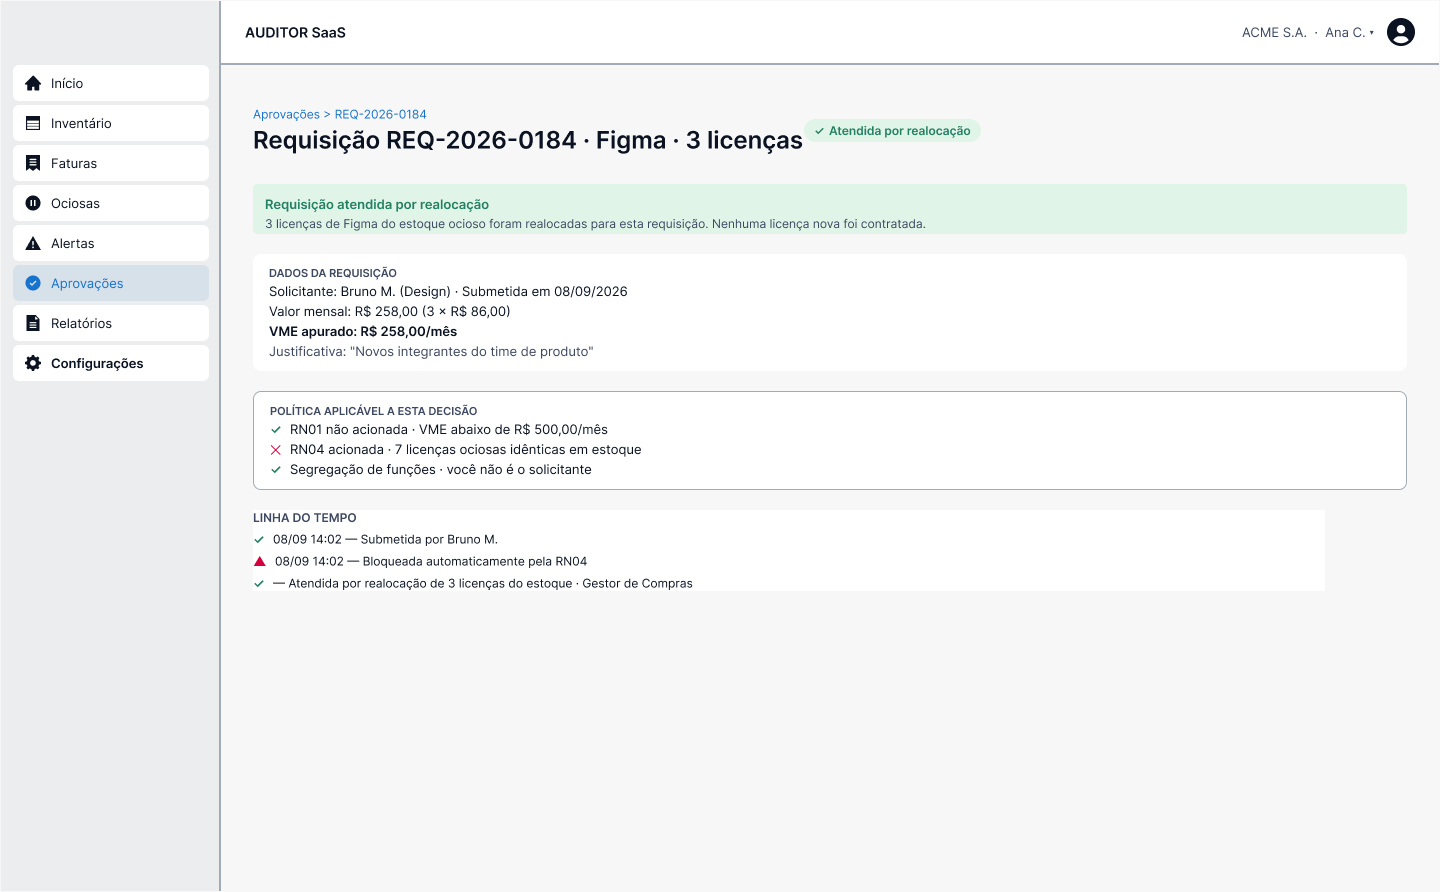 AUDITOR SaaS
ACME S.A. · Ana C. ▾
Início
Inventário
Faturas
Ociosas
Alertas
Aprovações
Relatórios
Configurações
Aprovações > REQ-2026-0184
Requisição REQ-2026-0184 · Figma · 3 licenças
Atendida por realocação
Requisição atendida por realocação
3 licenças de Figma do estoque ocioso foram realocadas para esta requisição. Nenhuma licença nova foi contratada.
DADOS DA REQUISIÇÃO
Solicitante: Bruno M. (Design) · Submetida em 08/09/2026
Valor mensal: R$ 258,00 (3 × R$ 86,00)
VME apurado: R$ 258,00/mês
Justificativa: "Novos integrantes do time de produto"
POLÍTICA APLICÁVEL A ESTA DECISÃO
RN01 não acionada · VME abaixo de R$ 500,00/mês
RN04 acionada · 7 licenças ociosas idênticas em estoque
Segregação de funções · você não é o solicitante
LINHA DO TEMPO
08/09 14:02 — Submetida por Bruno M.
08/09 14:02 — Bloqueada automaticamente pela RN04
— Atendida por realocação de 3 licenças do estoque · Gestor de Compras